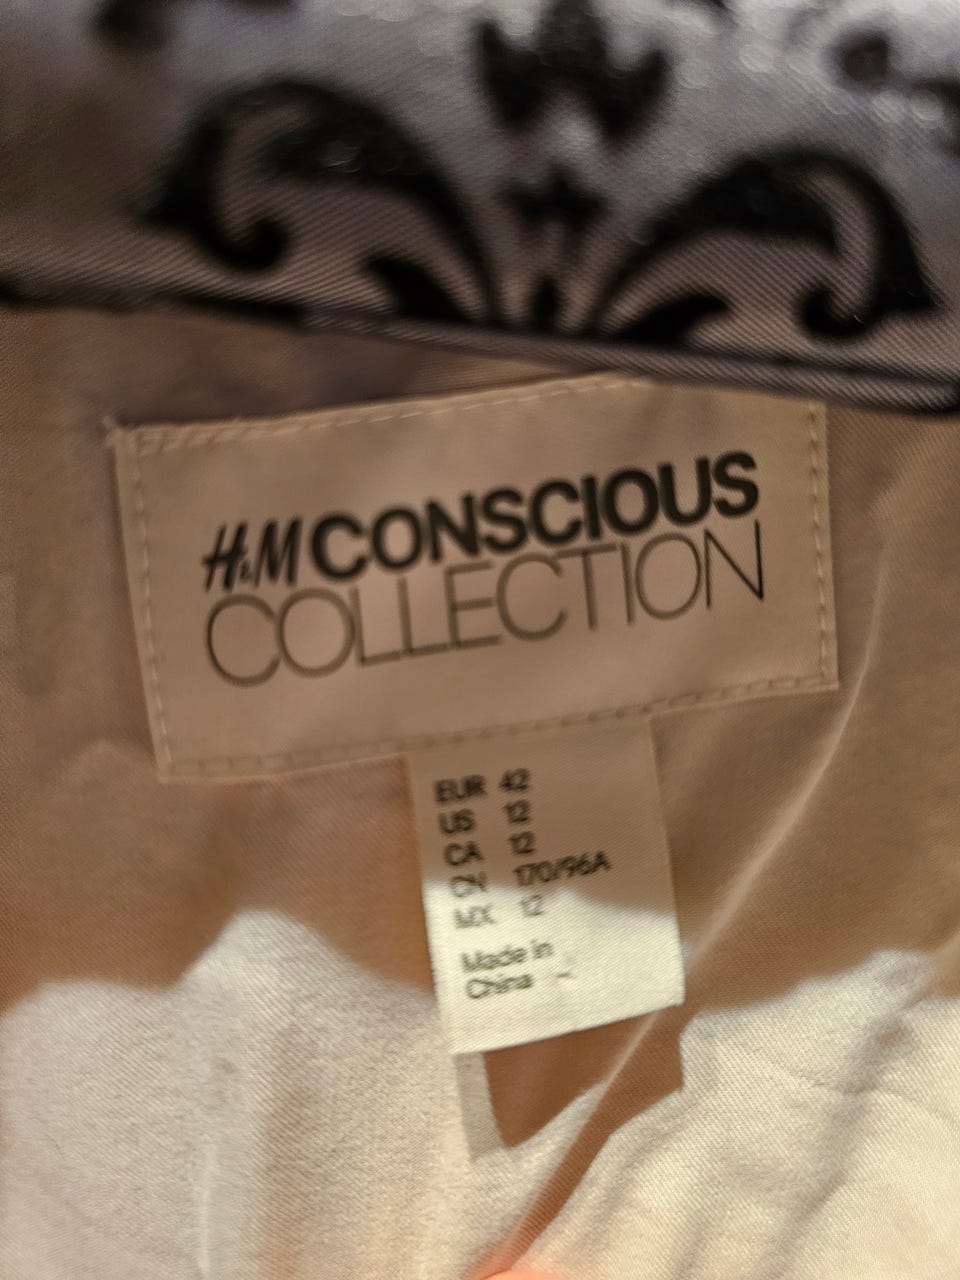 H&M CONSCIOUS
COLLECTION
EUR 42
US 12
CA 12
CN 170/96A
MX 12
Made in
China